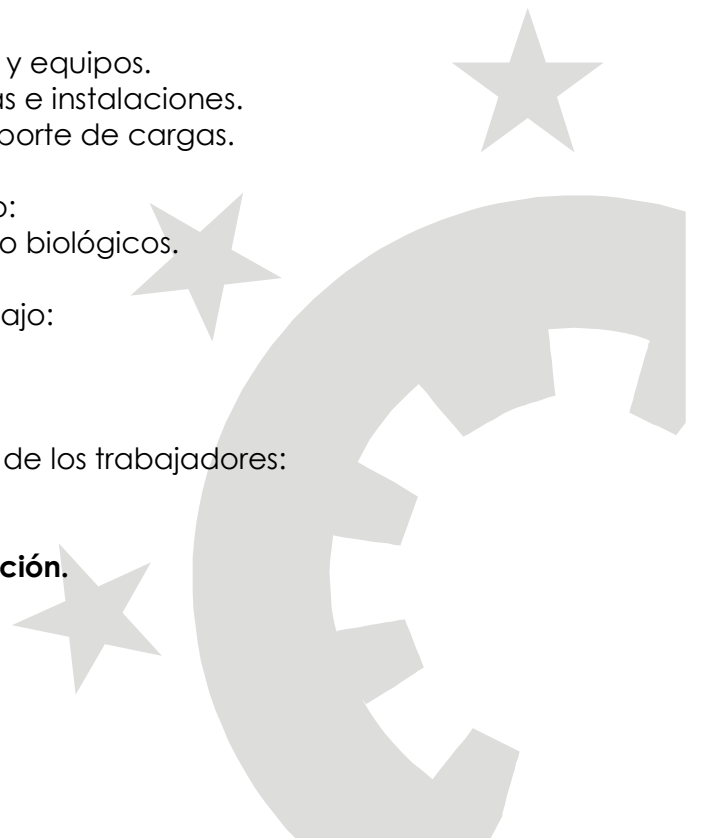 y equipos.
s e instalaciones.
porte de cargas.
o:
o biológicos.
ajo:
de los trabajadores:
ción.